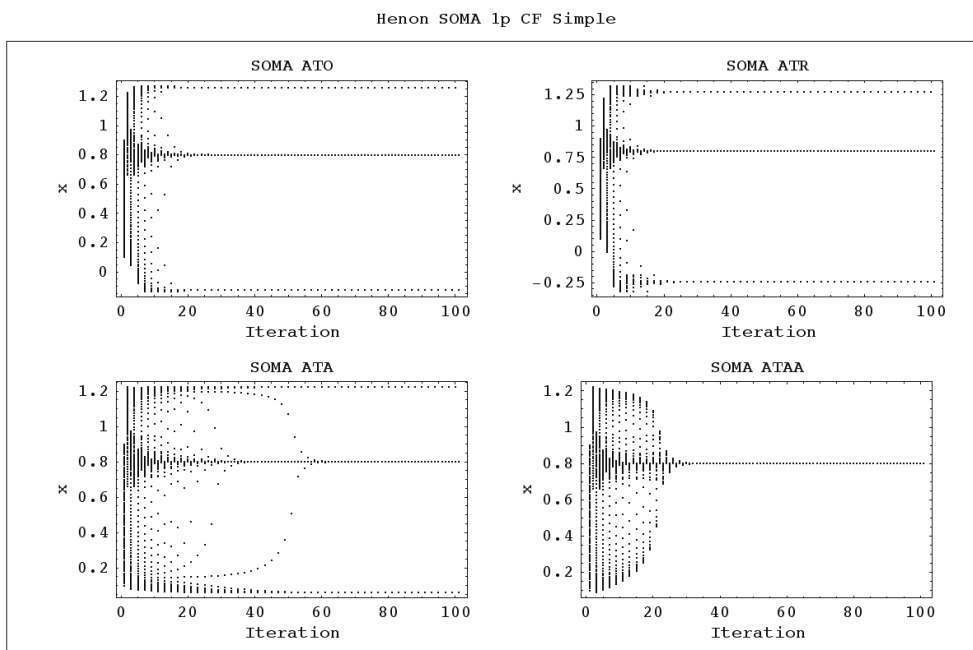 Henon SOMA 1p CF Simple
SOMA ATO
1.2
1
0.8
0.6
0.4
0.2
0
x
0 20 40 60 80 100
Iteration
SOMA ATR
1.25
1
0.75
0.5
0.25
0
-0.25
x
0 20 40 60 80 100
Iteration
SOMA ATA
1.2
1
0.8
0.6
0.4
0.2
x
0 20 40 60 80 100
Iteration
SOMA ATAA
1.2
1
0.8
0.6
0.4
0.2
x
0 20 40 60 80 100
Iteration